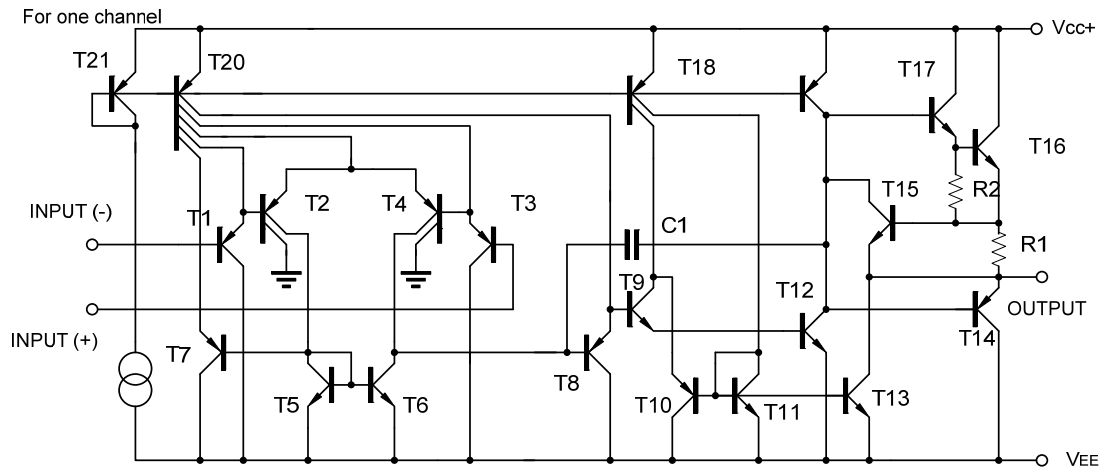 For one channel
Vcc+
T21
T20
T18
T17
T16
T15
R2
R1
INPUT (-)
T1
T2
T4
T3
C1
T9
T12
OUTPUT
T14
INPUT (+)
T7
T5
T6
T8
T10
T11
T13
VEE